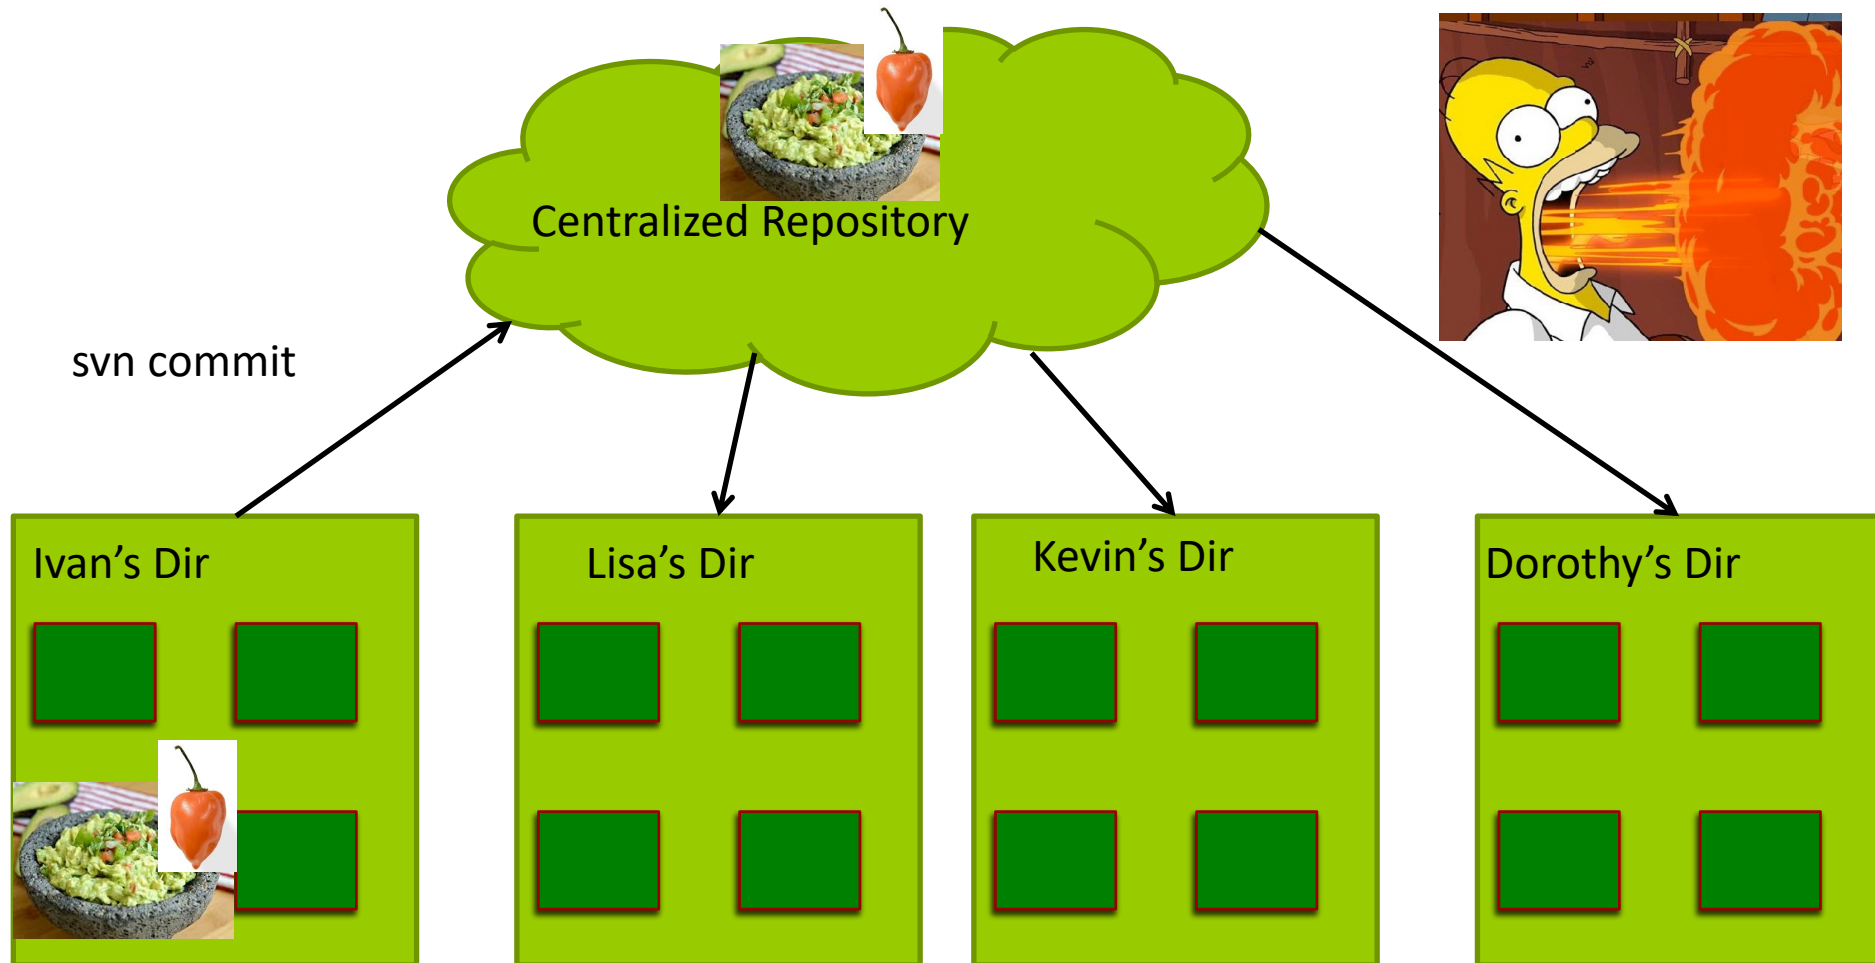 Centralized Repository
svn commit
Ivan’s Dir
Lisa’s Dir
Kevin’s Dir
Dorothy’s Dir